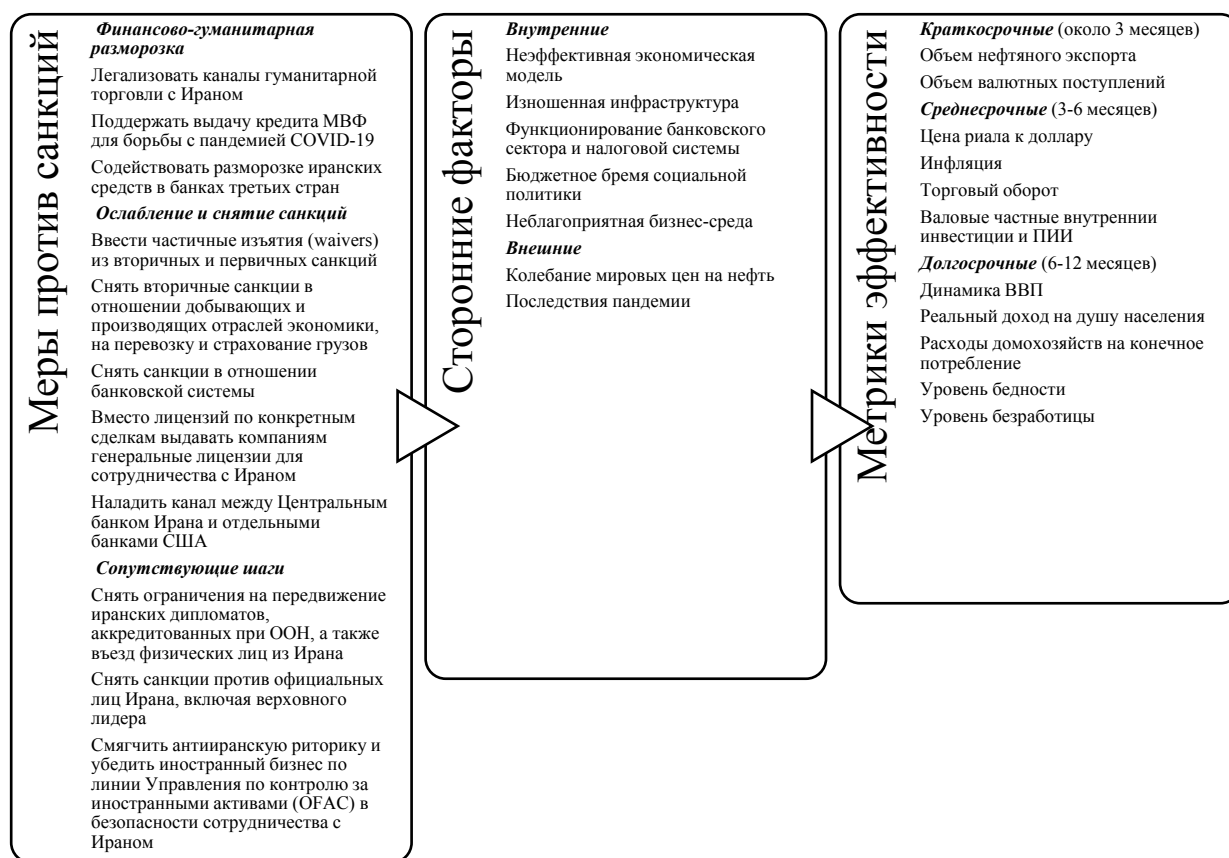 Меры против санкций
Финансово-гуманитарная
разморозка
Легализовать каналы гуманитарной
торговли с Ираном
Поддержать выдачу кредита МВФ
для борьбы с пандемией COVID-19
Содействовать разморозке иранских
средств в банках третьих стран
Ослабление и снятие санкций
Ввести частичные изъятия (waivers)
из вторичных и первичных санкций
Снять вторичные санкции в
отношении добывающих и
производящих отраслей экономики,
на перевозку и страхование грузов
Снять санкции в отношении
банковской системы
Вместо лицензий по конкретным
сделкам выдавать компаниям
генеральные лицензии для
сотрудничества с Ираном
Наладить канал между Центральным
банком Ирана и отдельными
банками США
Сопутствующие шаги
Снять ограничения на передвижение
иранских дипломатов,
аккредитованных при ООН, а также
въезд физических лиц из Ирана
Снять санкции против официальных
лиц Ирана, включая верховного
лидера
Смягчить антииранскую риторику и
убедить иностранный бизнес по
линии Управления по контролю за
иностранными активами (OFAC) в
безопасности сотрудничества с
Ираном
Сторонние факторы
Внутренние
Неэффективная экономическая
модель
Изношенная инфраструктура
Функционирование банковского
сектора и налоговой системы
Бюджетное бремя социальной
политики
Неблагоприятная бизнес-среда
Внешние
Колебание мировых цен на нефть
Последствия пандемии
Метрики эффективности
Краткосрочные (около 3 месяцев)
Объем нефтяного экспорта
Объем валютных поступлений
Среднесрочные (3-6 месяцев)
Цена риала к доллару
Инфляция
Торговый оборот
Валовые частные внутреннии
инвестиции и ПИИ
Долгосрочные (6-12 месяцев)
Динамика ВВП
Реальный доход на душу населения
Расходы домохозяйств на конечное
потребление
Уровень бедности
Уровень безработицы